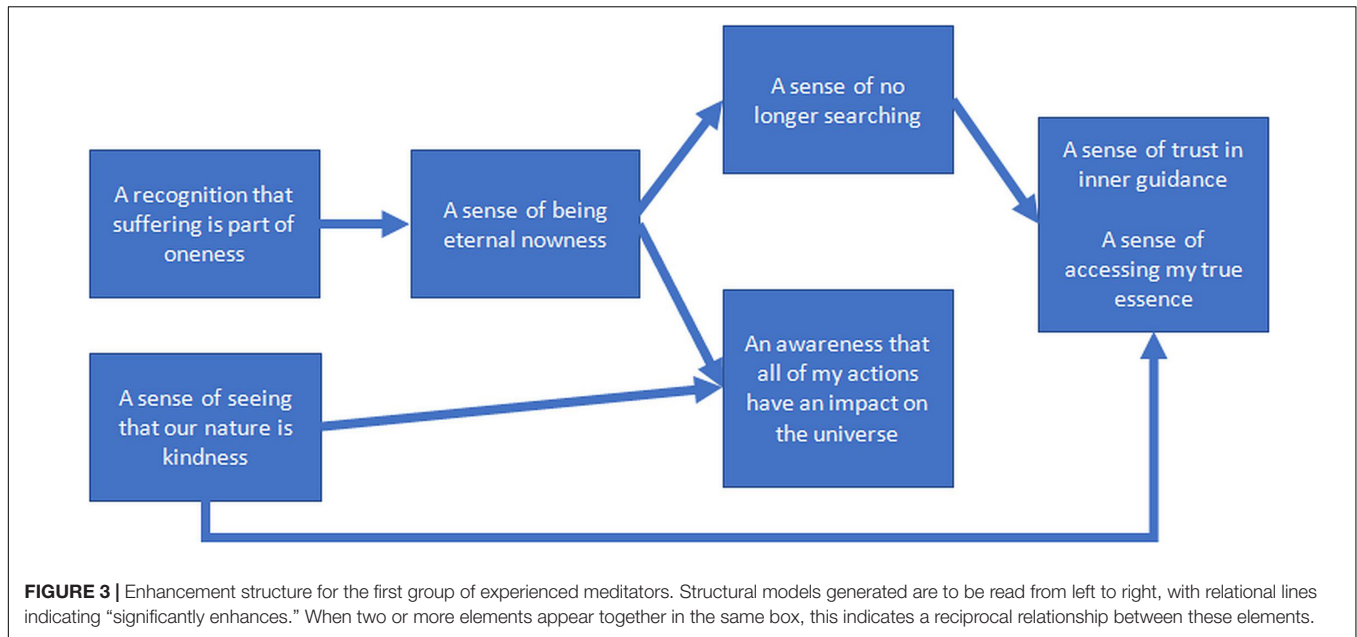 A recognition that
suffering is part of
oneness
A sense of being
eternal nowness
A sense of no
longer searching
A sense of trust in
inner guidance
A sense of
accessing my true
essence
A sense of seeing
that our nature is
kindness
An awareness that
all of my actions
have an impact on
the universe
FIGURE 3 | Enhancement structure for the first group of experienced meditators. Structural models generated are to be read from left to right, with relational lines
indicating “significantly enhances.” When two or more elements appear together in the same box, this indicates a reciprocal relationship between these elements.